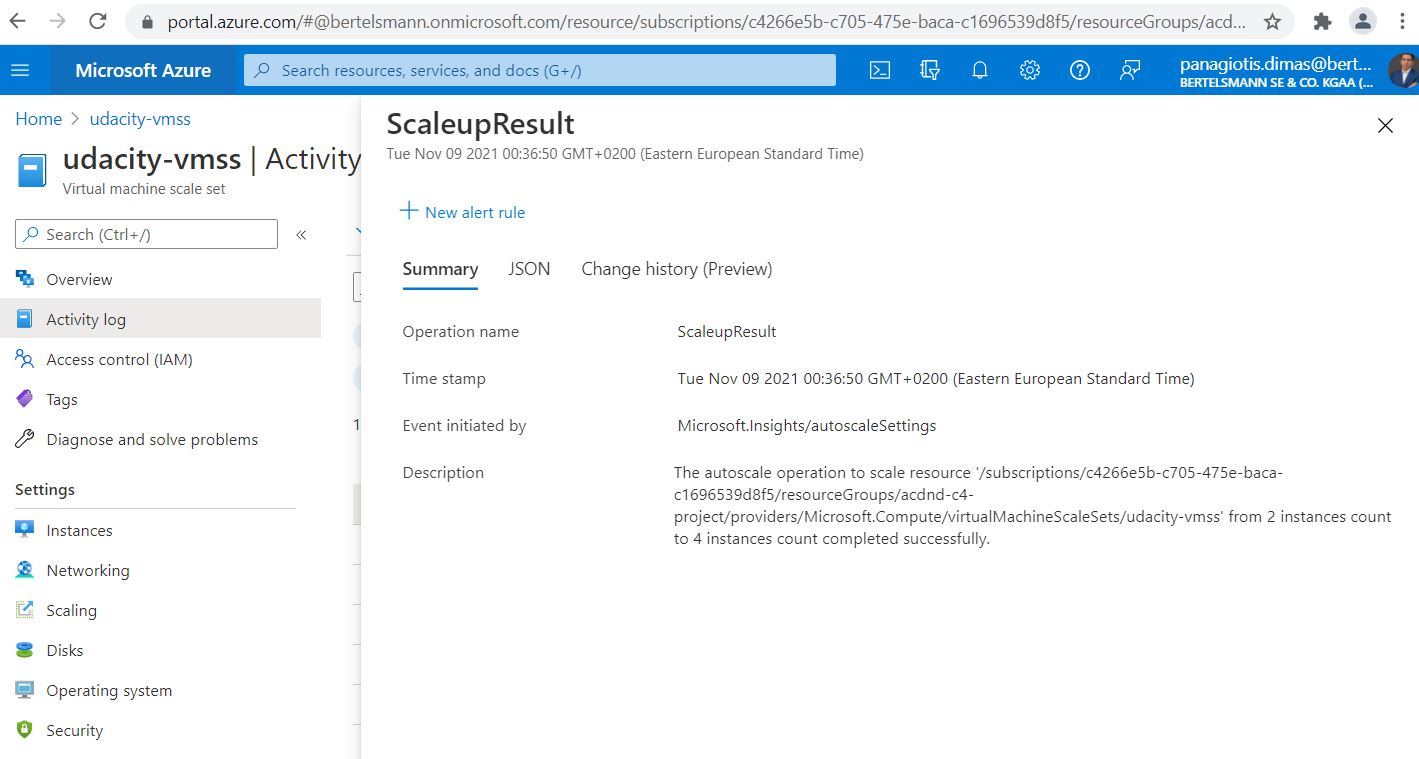 portal.azure.com/#@bertelsmann.onmicrosoft.com/resource/subscriptions/c4266e5b-c705-475e-baca-c1696539d8f5/resourceGroups/acd...
Microsoft Azure
Search resources, services, and docs (G+/)
panagiotis.dimas@bert...
BERTELSMANN SE & CO. KGAA (...
Home > udacity-vmss
udacity-vmss | Activity
Virtual machine scale set
Search (Ctrl+/)
«
Overview
Activity log
Access control (IAM)
Tags
Diagnose and solve problems
Settings
Instances
Networking
Scaling
Disks
Operating system
Security
1
ScaleupResult
Tue Nov 09 2021 00:36:50 GMT+0200 (Eastern European Standard Time)
New alert rule
Summary JSON Change history (Preview)
Operation name ScaleupResult
Time stamp Tue Nov 09 2021 00:36:50 GMT+0200 (Eastern European Standard Time)
Event initiated by Microsoft.Insights/autoscaleSettings
Description The autoscale operation to scale resource '/subscriptions/c4266e5b-c705-475e-baca-
c1696539d8f5/resourceGroups/acdnd-c4-
project/providers/Microsoft.Compute/virtualMachineScaleSets/udacity-vmss' from 2 instances count
to 4 instances count completed successfully.